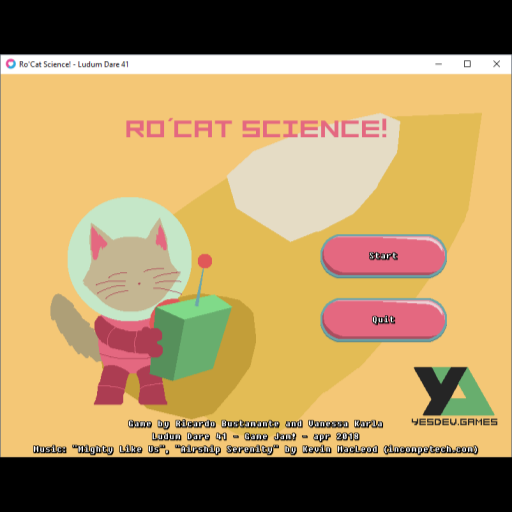 Ro'Cat Science! - Ludum Dare 41
RO'CAT SCIENCE!
Start
Quit
YESDEV.GAMES
Game by Ricardo Bustamante and Vanessa Karla
Ludum Dare 41 - Game Jam! - apr 2018
Music: "Mighty Like Us", "Airship Serenity" by Kevin MacLeod (incompetech.com)